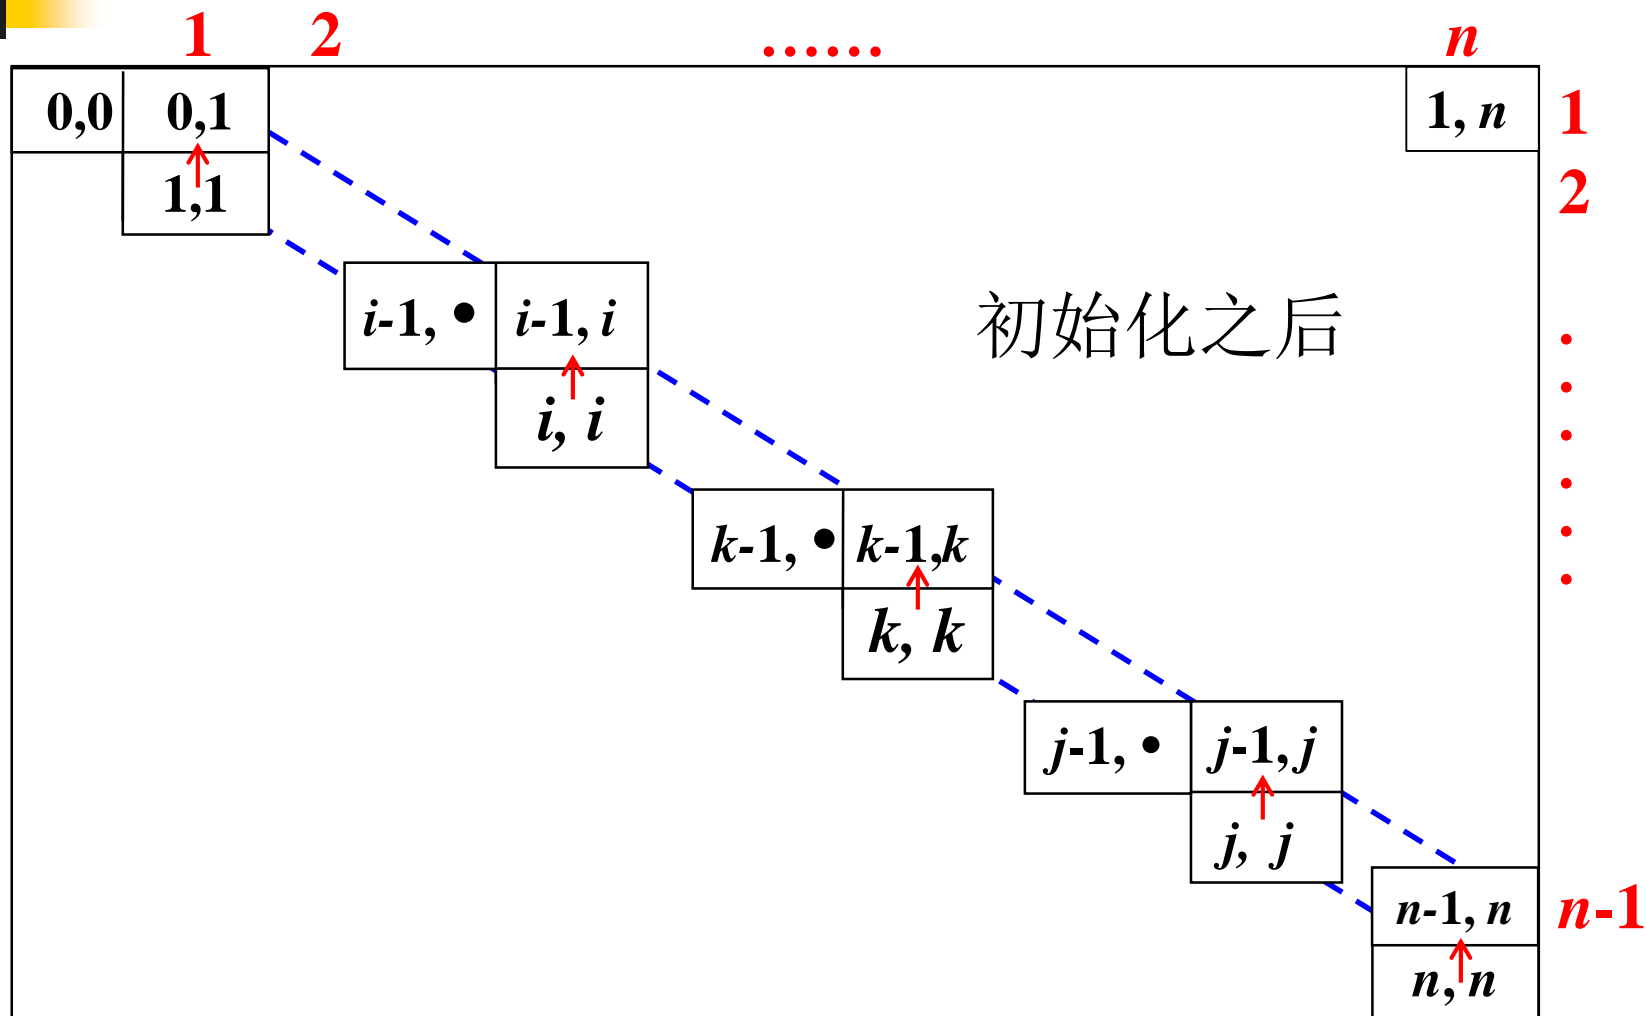 1 2 …… n
0,0 0,1 1, n 1
1,1 2
i-1, • i-1, i 初始化之后
i, i
k-1, • k-1,k
k, k
j-1, • j-1, j
j, j
n-1, n n-1
n, n